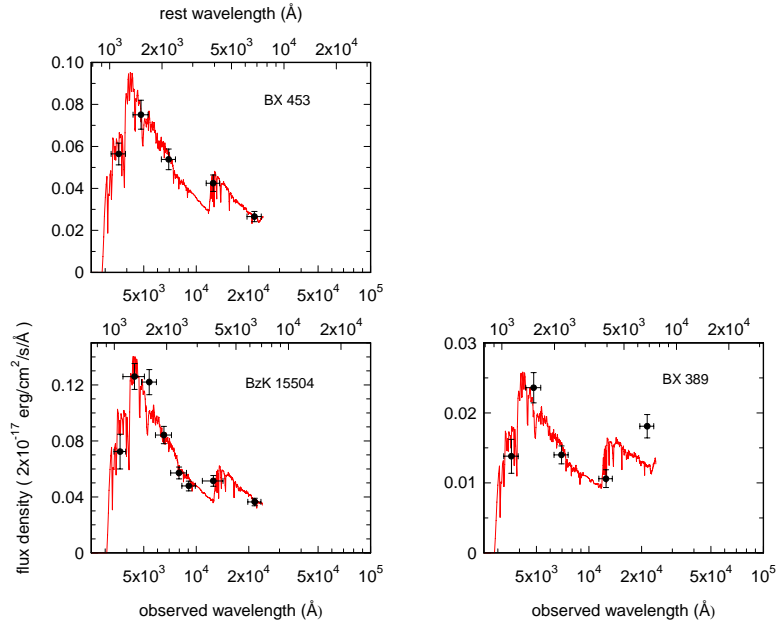 rest wavelength (Å)
10³ 2x10³ 5x10³ 10⁴ 2x10⁴
0.10
0.08
0.06
0.04
0.02
0
BX 453
5x10³ 10⁴ 2x10⁴ 5x10⁴ 10⁵
flux density ( 2x10⁻¹⁷ erg/cm²/s/Å)
10³ 2x10³ 5x10³ 10⁴ 2x10⁴
0.12
0.08
0.04
0
BzK 15504
5x10³ 10⁴ 2x10⁴ 5x10⁴ 10⁵
observed wavelength (Å)
10³ 2x10³ 5x10³ 10⁴ 2x10⁴
0.03
0.02
0.01
0
BX 389
5x10³ 10⁴ 2x10⁴ 5x10⁴ 10⁵
observed wavelength (Å)